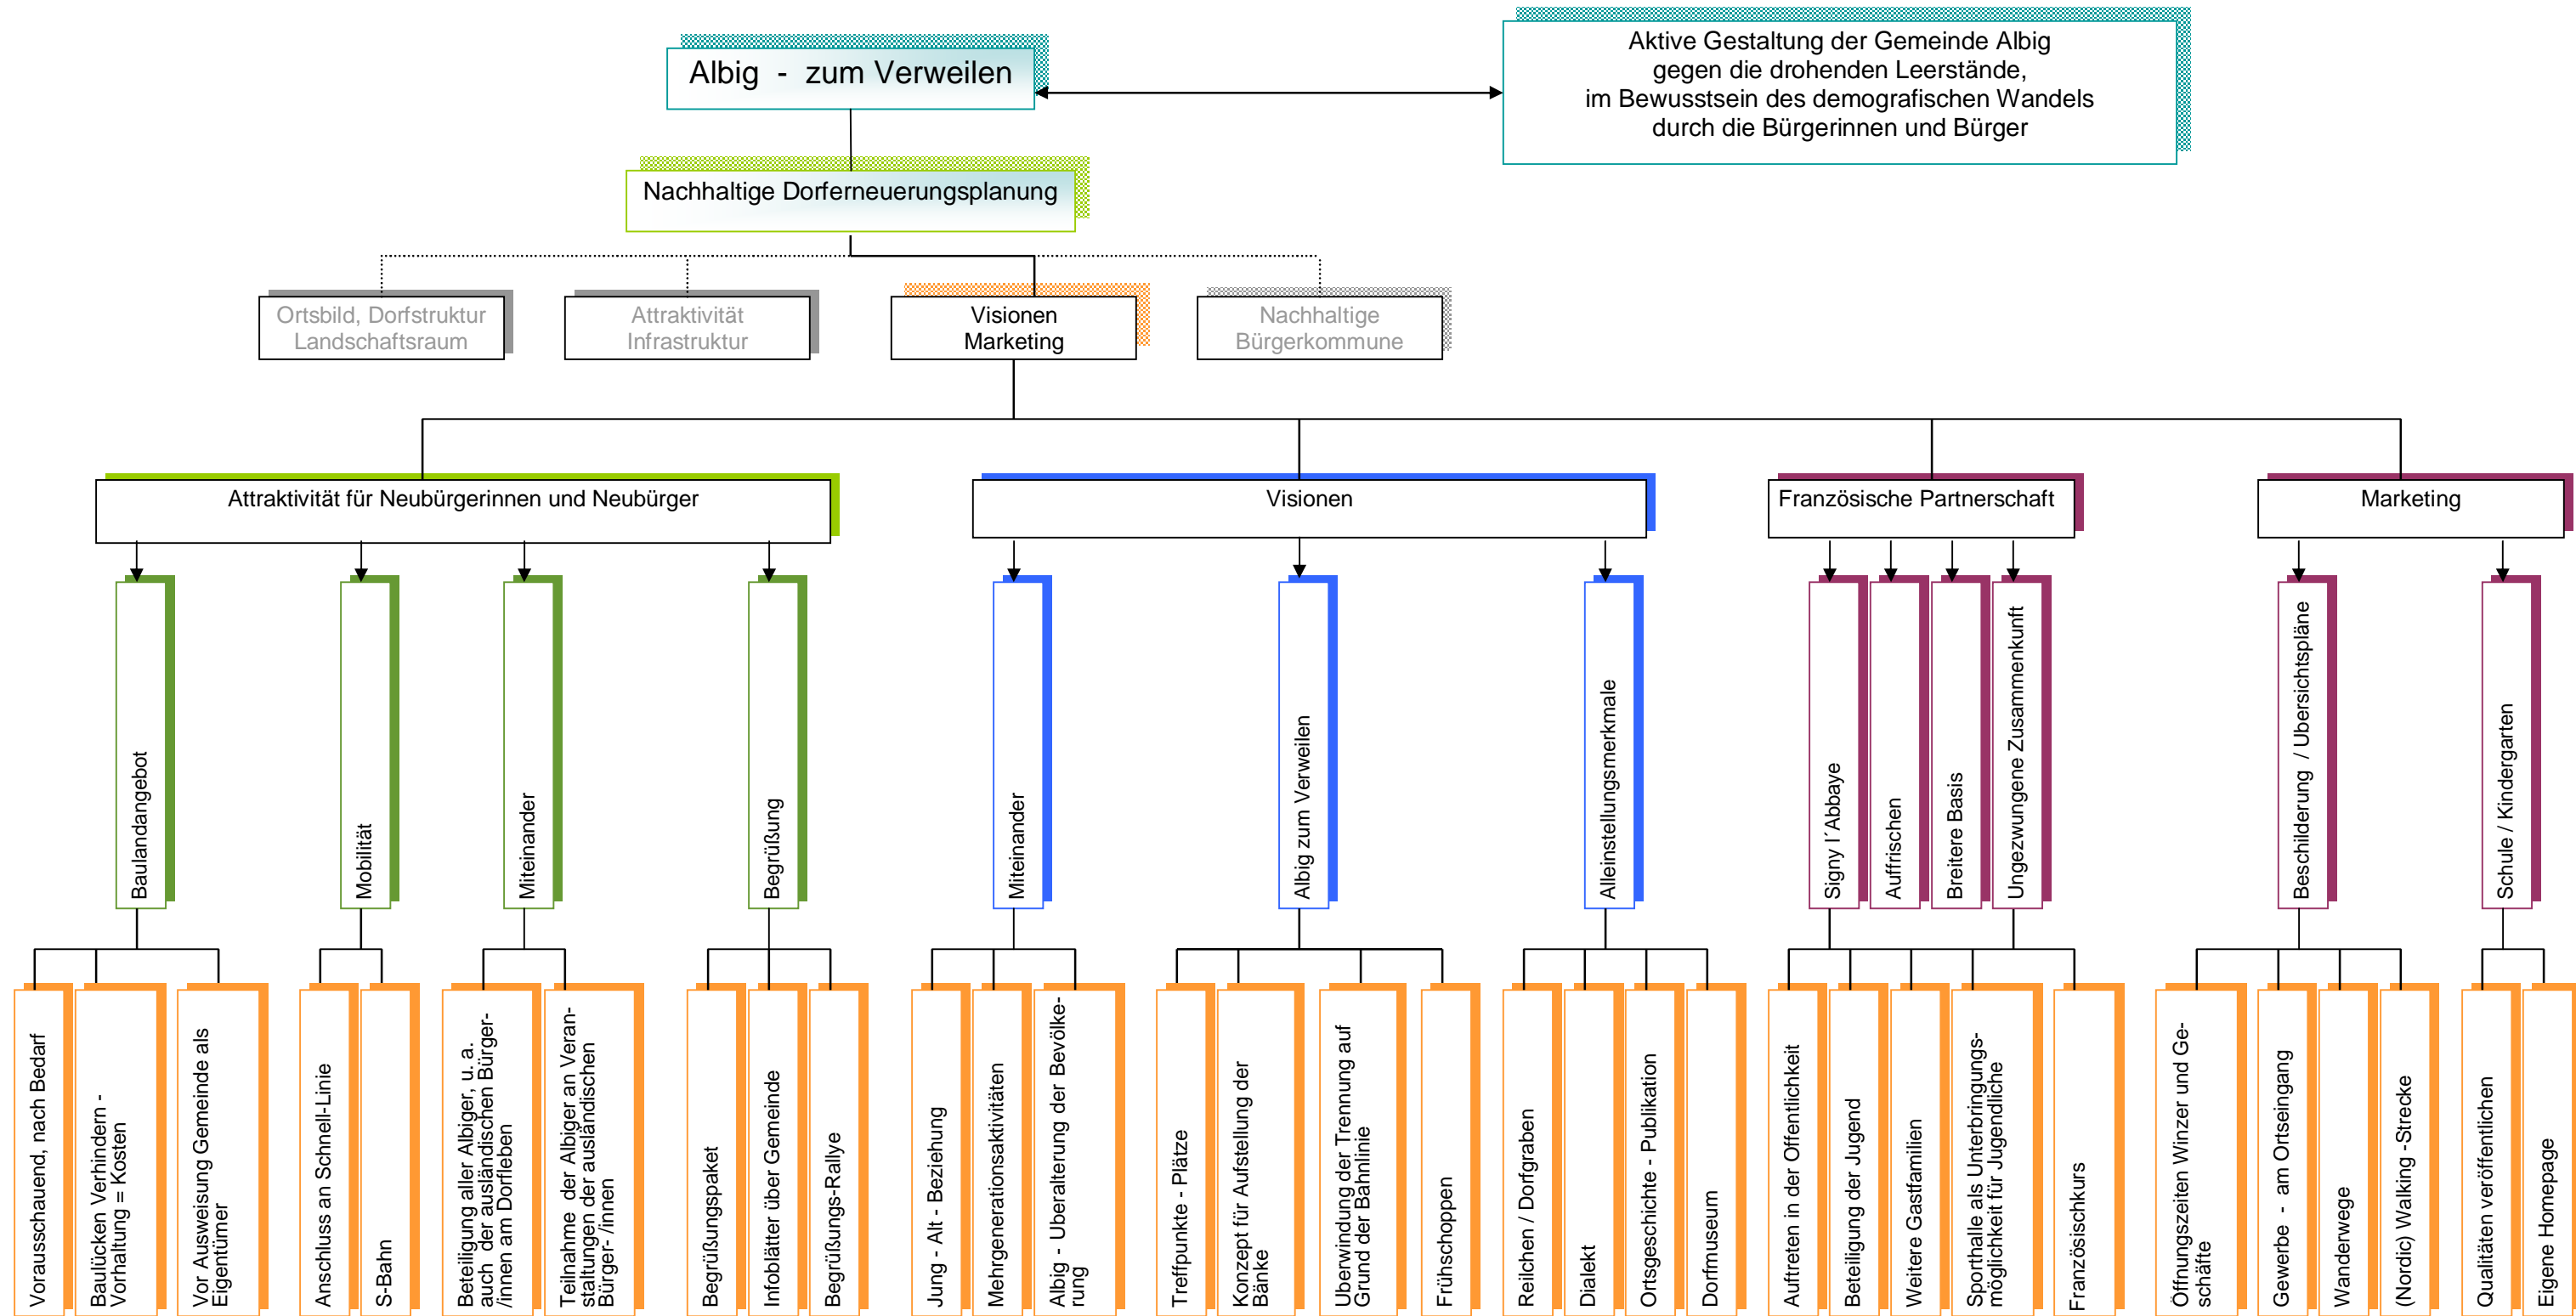 Albig - zum Verweilen
Aktive Gestaltung der Gemeinde Albig
gegen die drohenden Leerstände,
im Bewusstsein des demografischen Wandels
durch die Bürgerinnen und Bürger
Nachhaltige Dorferneuerungsplanung
Ortsbild, Dorfstruktur
Landschaftsraum
Attraktivität
Infrastruktur
Visionen
Marketing
Nachhaltige
Bürgerkommune
Attraktivität für Neubürgerinnen und Neubürger
Visionen
Französische Partnerschaft
Marketing
Baulandangebot
Mobilität
Miteinander
Begrüßung
Miteinander
Albig zum Verweilen
Alleinstellungsmerkmale
Signy l´Abbaye
Auffrischen
Breitere Basis
Ungezwungene Zusammenkunft
Beschilderung / Übersichtspläne
Schule / Kindergarten
Vorausschauend, nach Bedarf
Baulücken Verhindern -
Vorhaltung = Kosten
Vor Ausweisung Gemeinde als
Eigentümer
Anschluss an Schnell-Linie
S-Bahn
Beteiligung aller Albiger, u. a.
auch der ausländischen Bürger-
/innen am Dorfleben
Teilnahme der Albiger an Veran-
staltungen der ausländischen
Bürger- /innen
Begrüßungspaket
Infoblätter über Gemeinde
Begrüßungs-Rallye
Jung - Alt - Beziehung
Mehrgenerationsaktivitäten
Albig - Überalterung der Bevölke-
rung
Treffpunkte - Plätze
Konzept für Aufstellung der
Bänke
Überwindung der Trennung auf
Grund der Bahnlinie
Frühschoppen
Reilchen / Dorfgraben
Dialekt
Ortsgeschichte - Publikation
Dorfmuseum
Auftreten in der Öffentlichkeit
Beteiligung der Jugend
Weitere Gastfamilien
Sporthalle als Unterbringungs-
möglichkeit für Jugendliche
Französischkurs
Öffnungszeiten Winzer und Ge-
schäfte
Gewerbe - am Ortseingang
Wanderwege
(Nordic) Walking -Strecke
Qualitäten veröffentlichen
Eigene Homepage